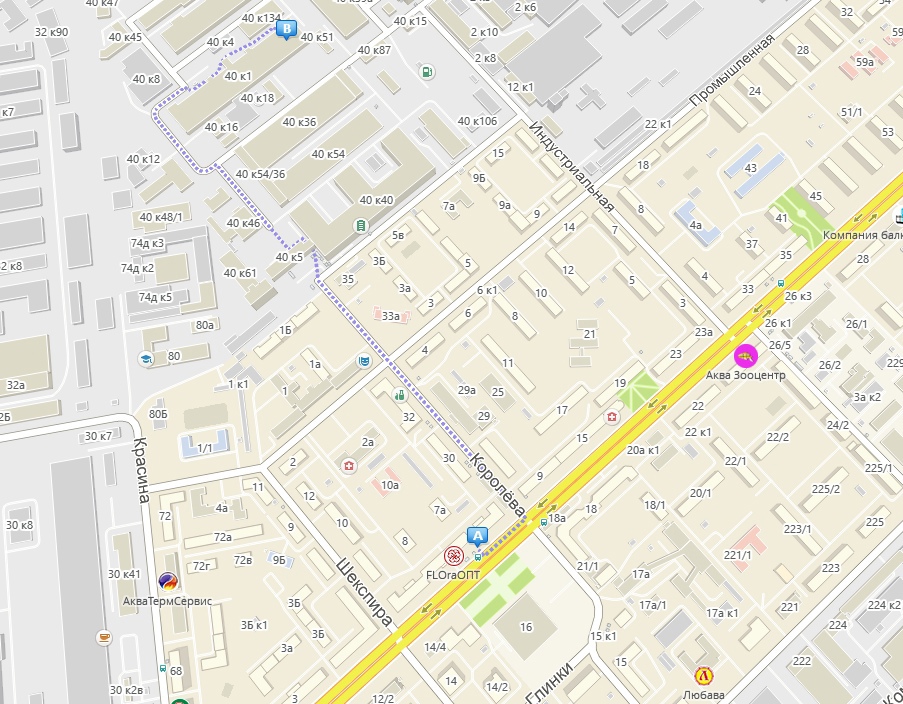 40 к47
40 к134
40 к39а
40 к15
2 к6
32 к90
40 к45
40 к4
B
40 к51
2 к10
32
59
40 к87
2 к8
28
59а
40 к8
40 к1
12 к1
24
Промышленная
40 к18
51/1
к7
40 к16
40 к36
40 к106
22 к1
53
Индустриальная
40 к12
40 к54
15
18
43
40 к54/36
9Б
45
40 к40
7а
9а
9
8
41
40 к48/1
40 к46
14
7
4а
Компания балк
74д к3
5в
37
35
28
40 к5
3Б
5
12
32 к8
74д к2
40 к61
35
5
4
3а
6 к1
10
33
26 к3
74д к5
3
3
33а
6
8
80а
1Б
21
23а
26 к1
26/1
80
4
23
26/5
1а
11
26/2
229
32а
Аква Зооцентр
1 к1
1
29а
25
19
3а к2
2Б
80Б
32
29
17
22
24/2
30 к7
1/1
2а
15
22 к1
22/2
Красина
2
30
Королёва
20а к1
22/1
225/1
11
10а
9
20/1
225/2
72
4а
12
7а
18/1
30 к8
10
18а
18
223/1
225
72а
9
8
A
72в
9Б
FLOraОПТ
21/1
221/1
72г
Шекспира
17а
30 к41
АкваТермСервис
3Б
17а/1
221
224 к2
3Б к1
17а к1
3Б
16
3а
14/4
15 к1
224
68
15
222
14
14/2
Глинки
30 к2в
12/2
Любава
Ко